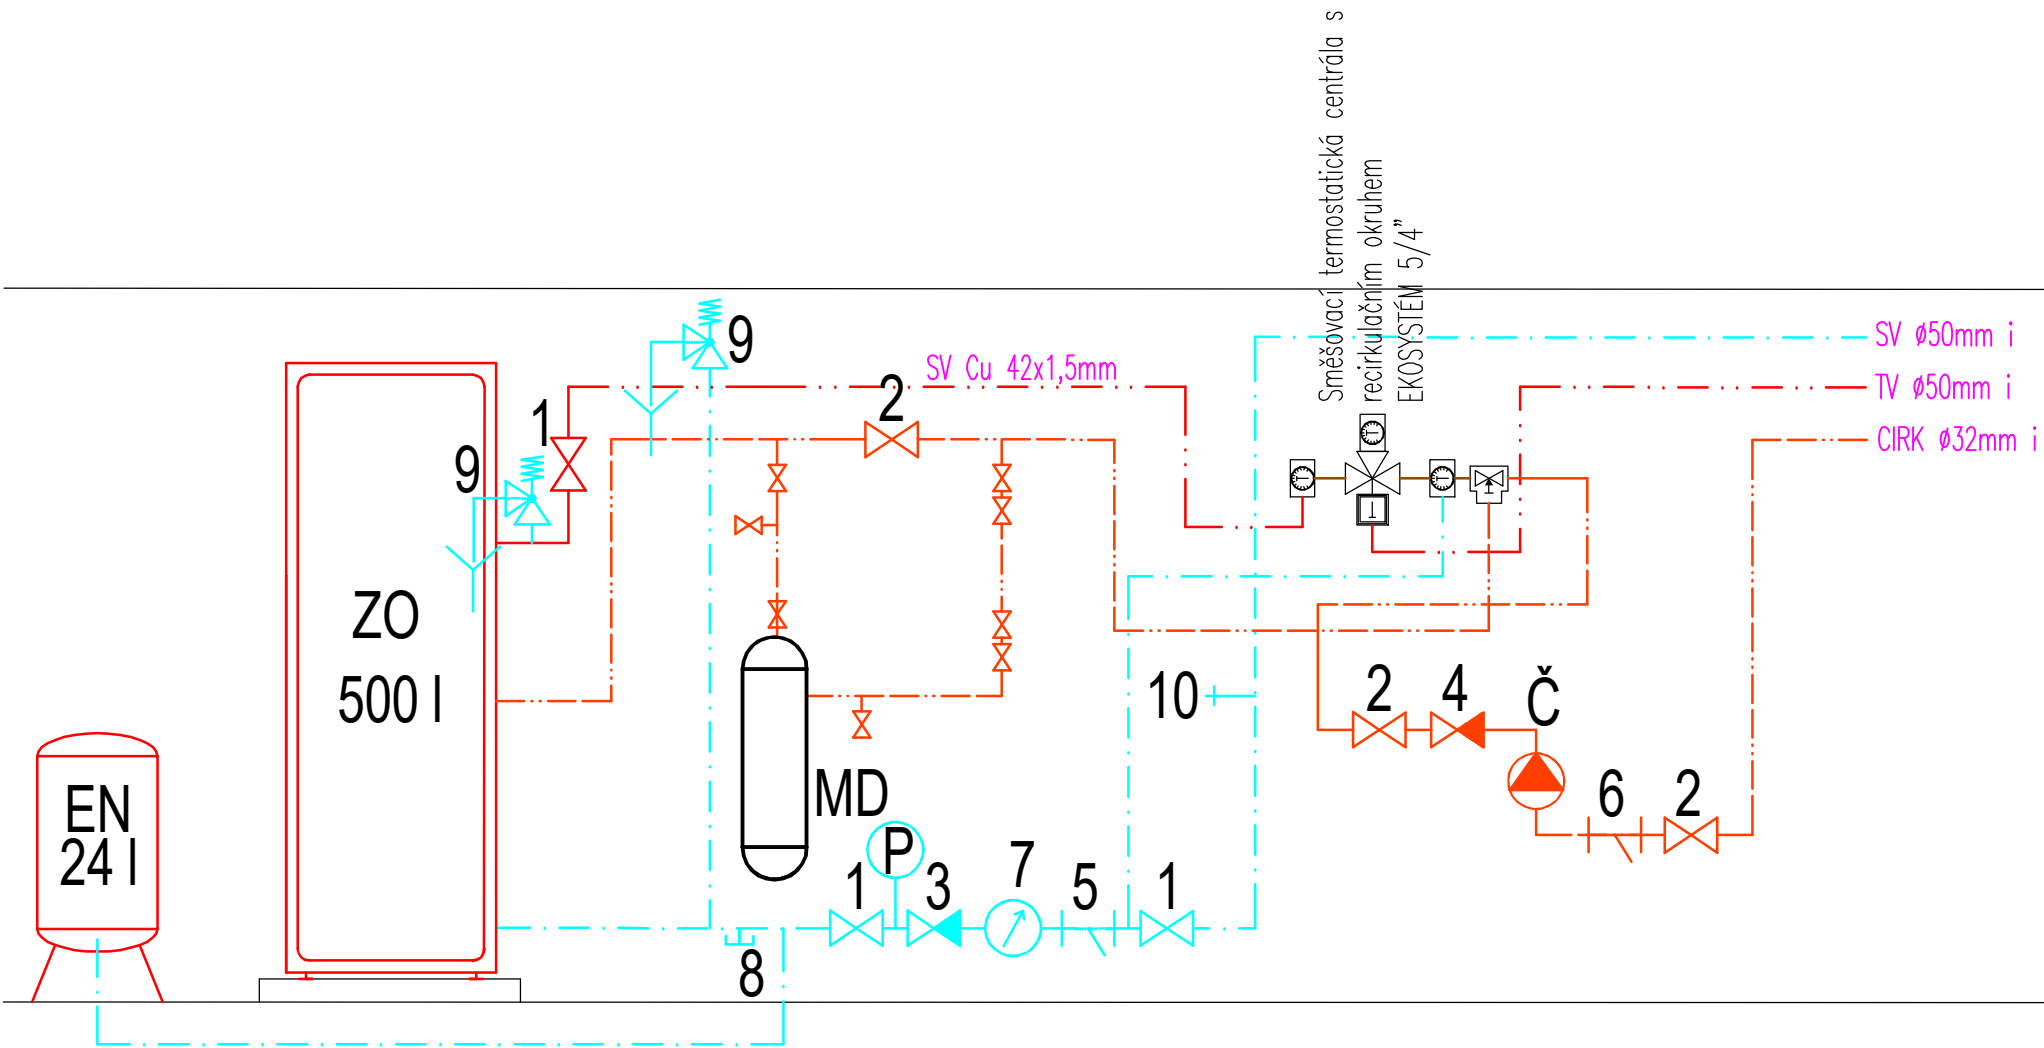 Směšovací termostatická centrála s
recirkulačním okruhem
EKOSYSTÉM 5/4"
9
SV Cu 42x1,5mm
SV ø50mm i
TV ø50mm i
CIRK ø32mm i
2
1
9
ZO
500 l
10
2
4
Č
EN
24 l
MD
P
6
2
1
3
7
5
1
8